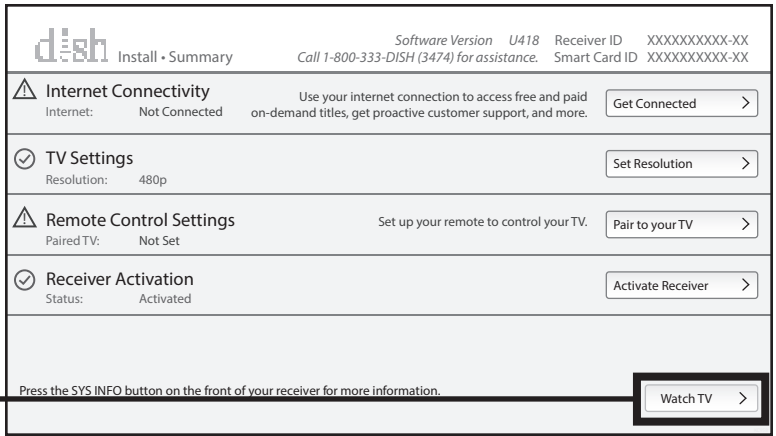 dish Install • Summary
Software Version U418 Receiver ID XXXXXXXXXX-XX
Call 1-800-333-DISH (3474) for assistance. Smart Card ID XXXXXXXXXX-XX
Internet Connectivity
Internet: Not Connected
Use your internet connection to access free and paid
on-demand titles, get proactive customer support, and more.
Get Connected
TV Settings
Resolution: 480p
Set Resolution
Remote Control Settings
Paired TV: Not Set
Set up your remote to control your TV.
Pair to your TV
Receiver Activation
Status: Activated
Activate Receiver
Press the SYS INFO button on the front of your receiver for more information.
Watch TV